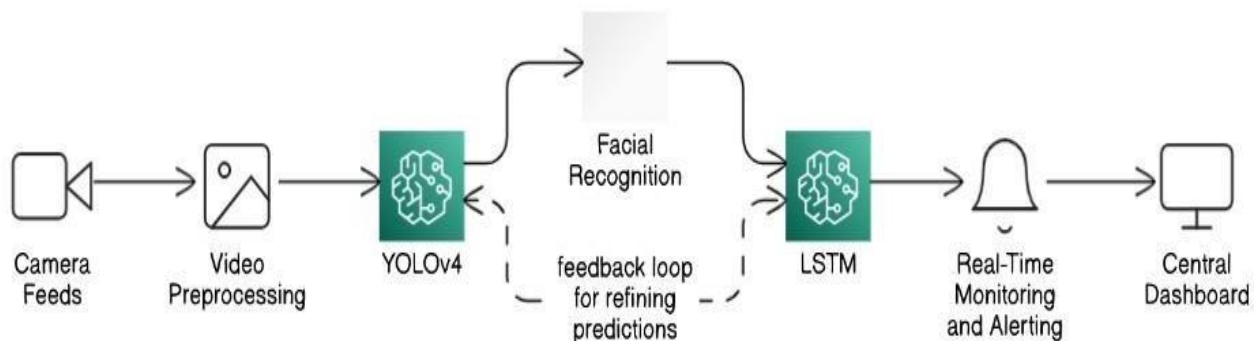 Camera
Feeds
Video
Preprocessing
YOLOv4
Facial
Recognition
feedback loop
for refining
predictions
LSTM
Real-Time
Monitoring
and Alerting
Central
Dashboard